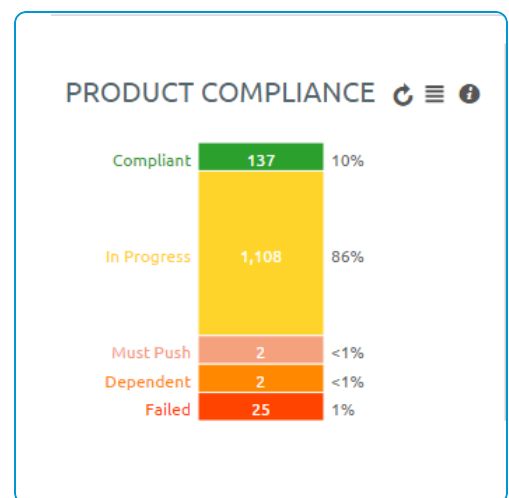 PRODUCT COMPLIANCE
Compliant 137 10%
In Progress 1,108 86%
Must Push 2 <1%
Dependent 2 <1%
Failed 25 1%